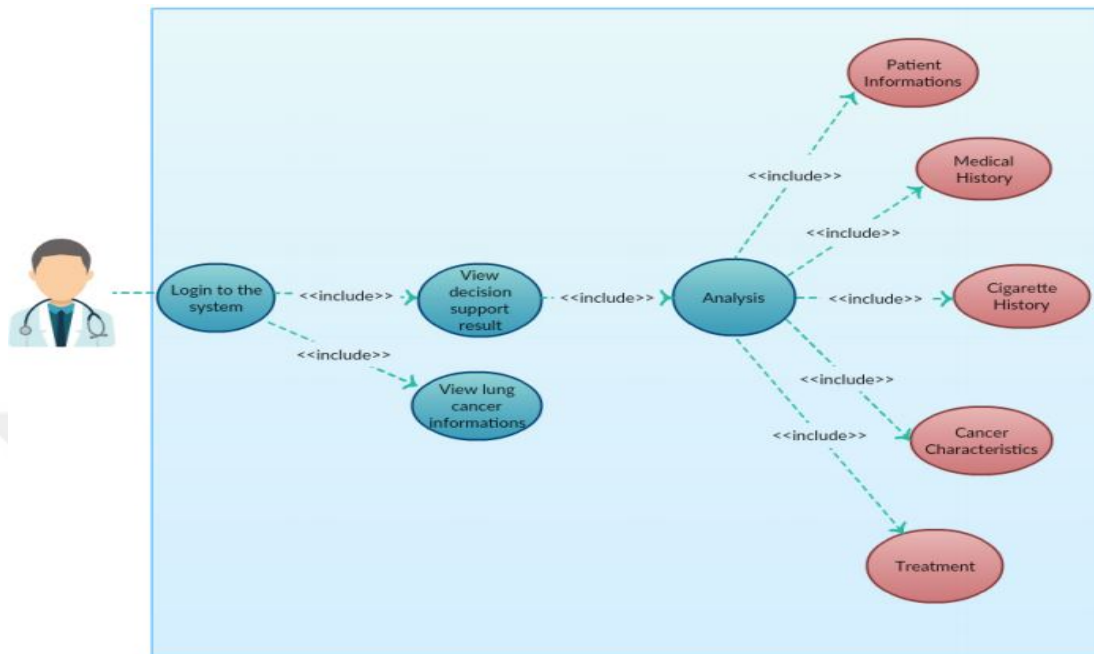 Patient
Informations
<<include>>
Medical
History
<<include>>
Login to the
system
<<include>>
View
decision
support
result
<<include>>
Analysis
<<include>>
Cigarette
History
<<include>>
View lung
cancer
informations
<<include>>
Cancer
Characteristics
<<include>>
Treatment